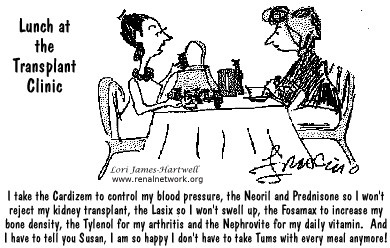 Lunch at
the
Transplant
Clinic
Lori James-Hartwell
www.renalnetwork.org
I take the Cardizem to control my blood pressure, the Neoril and Prednisone so I won't
reject my kidney transplant, the Lasix so I won't swell up, the Fosamax to increase my
bone density, the Tylenol for my arthritis and the Nephrovite for my daily vitamin. And
I have to tell you Susan, I am so happy I don't have to take Tums with every meal anymore